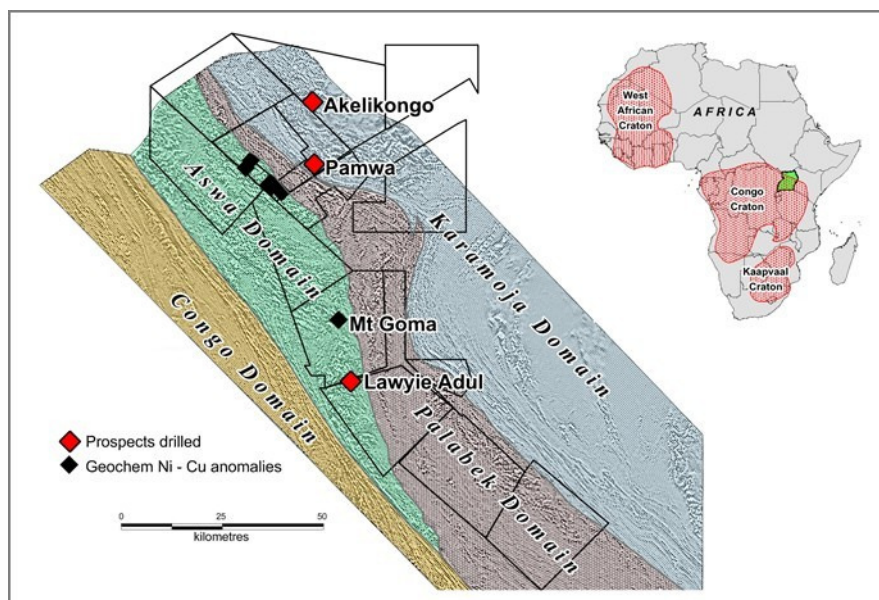 Akelikongo
Pamwa
Aswa Domain
Karamoja Domain
Congo Domain
Mt Goma
Lawyie Adul
Palabek Domain
Prospects drilled
Geochem Ni - Cu anomalies
0 25 50
kilometres
West
African
Craton
AFRICA
Congo
Craton
Kaapvaal
Craton